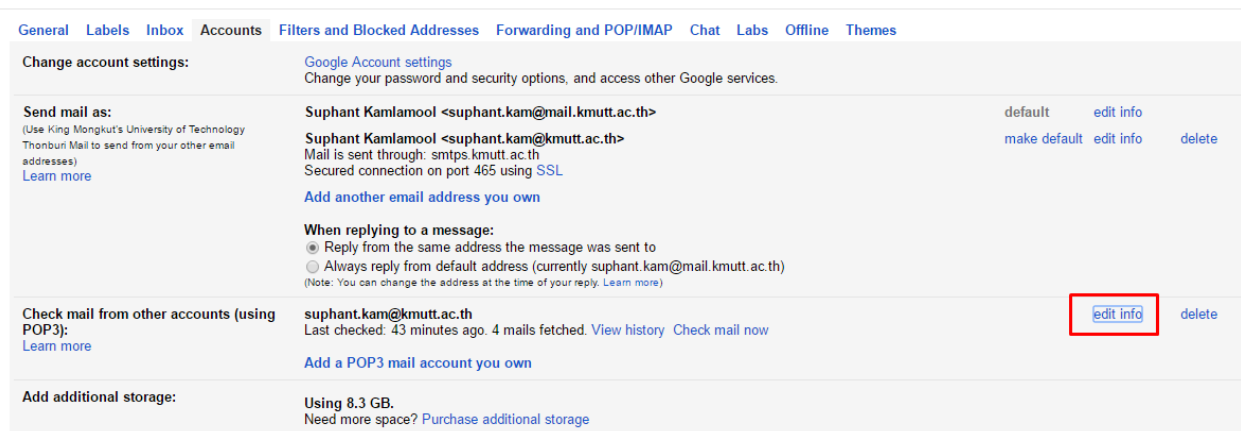 General Labels Inbox Accounts Filters and Blocked Addresses Forwarding and POP/IMAP Chat Labs Offline Themes
Change account settings:
Google Account settings
Change your password and security options, and access other Google services.
Send mail as:
(Use King Mongkut's University of Technology
Thonburi Mail to send from your other email
addresses)
Learn more
Suphant Kamlamool <suphant.kam@mail.kmutt.ac.th>
default edit info
Suphant Kamlamool <suphant.kam@kmutt.ac.th>
make default edit info delete
Mail is sent through: smtps.kmutt.ac.th
Secured connection on port 465 using SSL
Add another email address you own
When replying to a message:
Reply from the same address the message was sent to
Always reply from default address (currently suphant.kam@mail.kmutt.ac.th)
(Note: You can change the address at the time of your reply. Learn more)
Check mail from other accounts (using
POP3):
Learn more
suphant.kam@kmutt.ac.th
edit info delete
Last checked: 43 minutes ago. 4 mails fetched. View history Check mail now
Add a POP3 mail account you own
Add additional storage:
Using 8.3 GB.
Need more space? Purchase additional storage